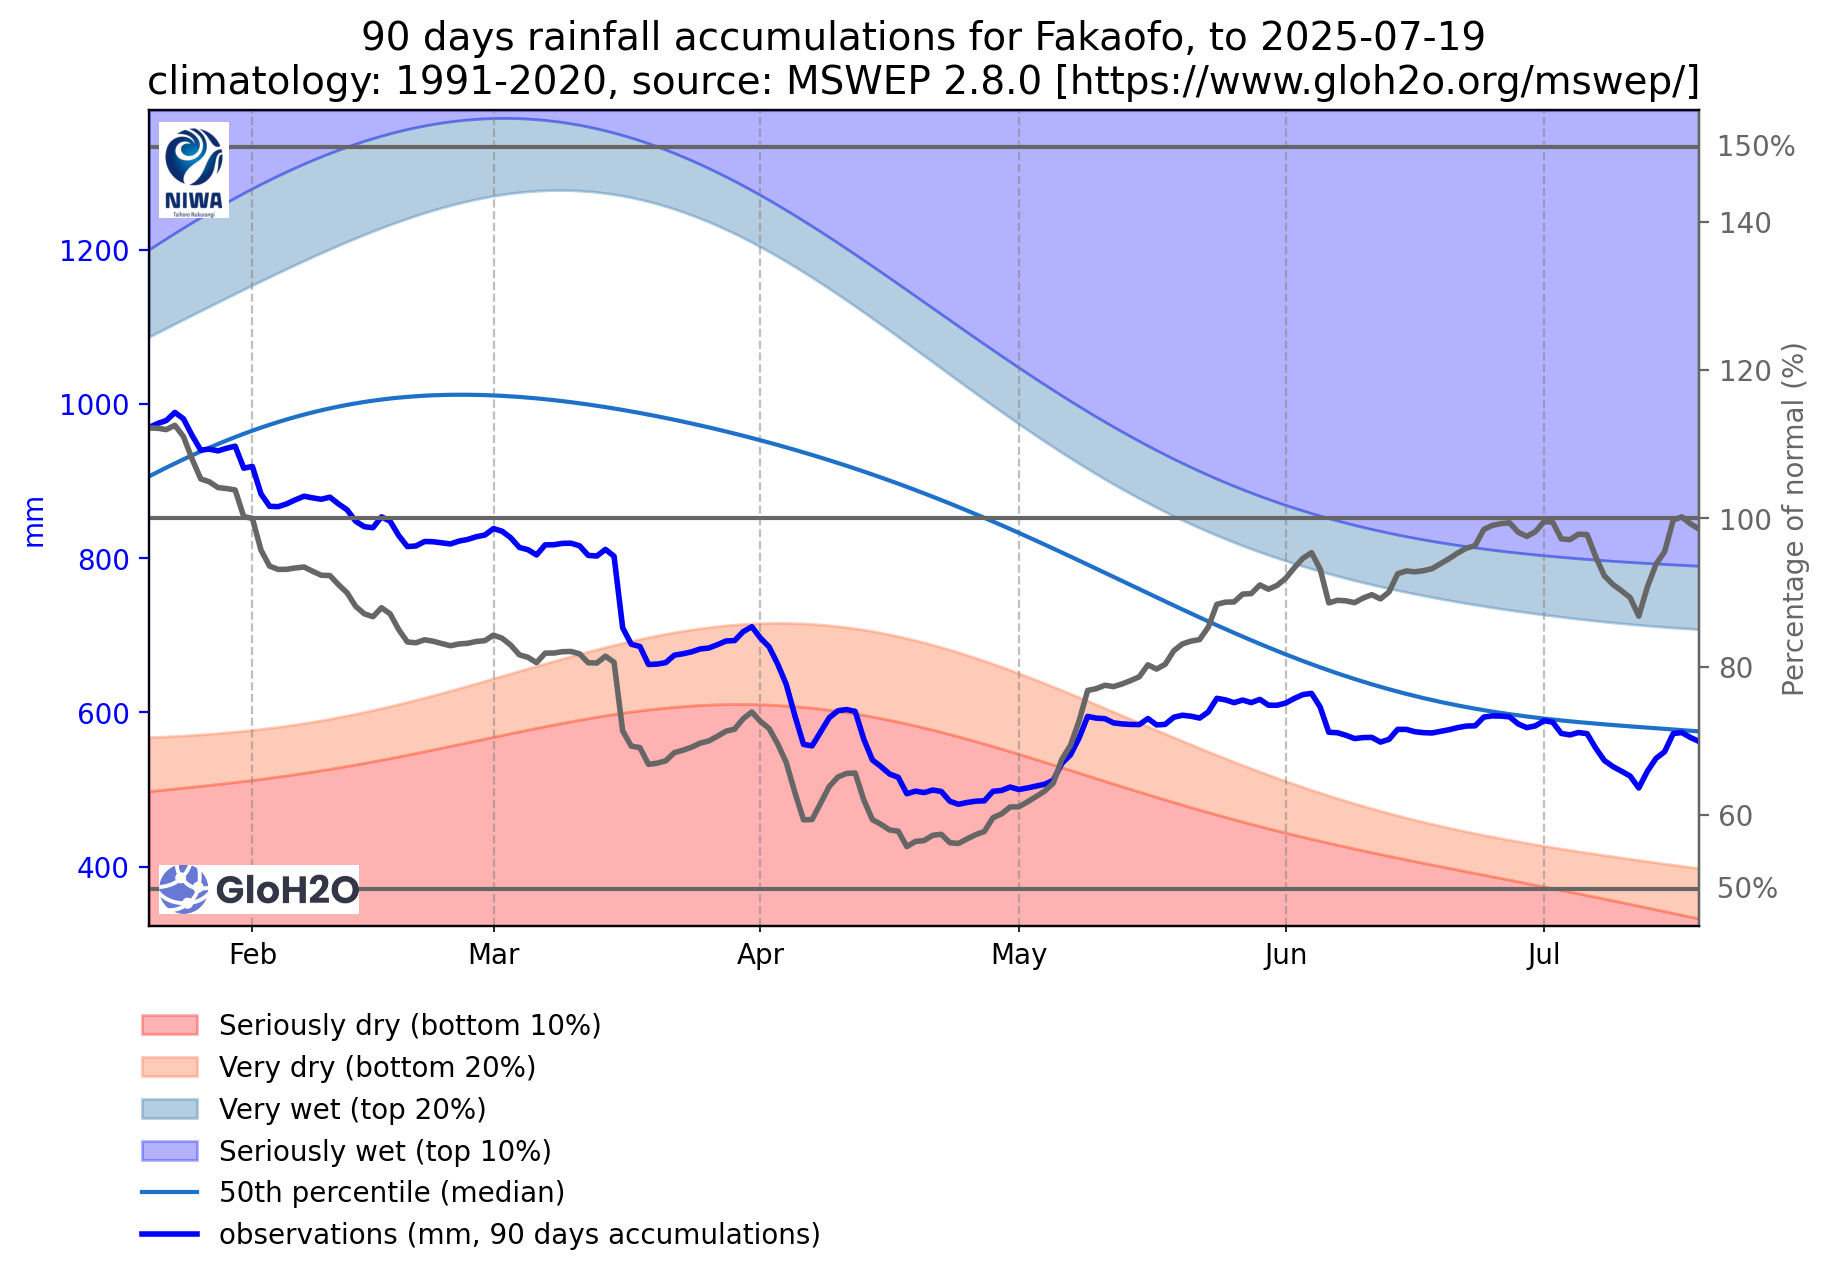 90 days rainfall accumulations for Fakaofo, to 2025-07-19
climatology: 1991-2020, source: MSWEP 2.8.0 [https://www.gloh2o.org/mswep/]
NIWA
Taihoro Nukurangi
1200
1000
800
600
400
mm
150%
140
120
100
80
60
50%
Percentage of normal (%)
GloH2O
Feb Mar Apr May Jun Jul
Seriously dry (bottom 10%)
Very dry (bottom 20%)
Very wet (top 20%)
Seriously wet (top 10%)
50th percentile (median)
observations (mm, 90 days accumulations)